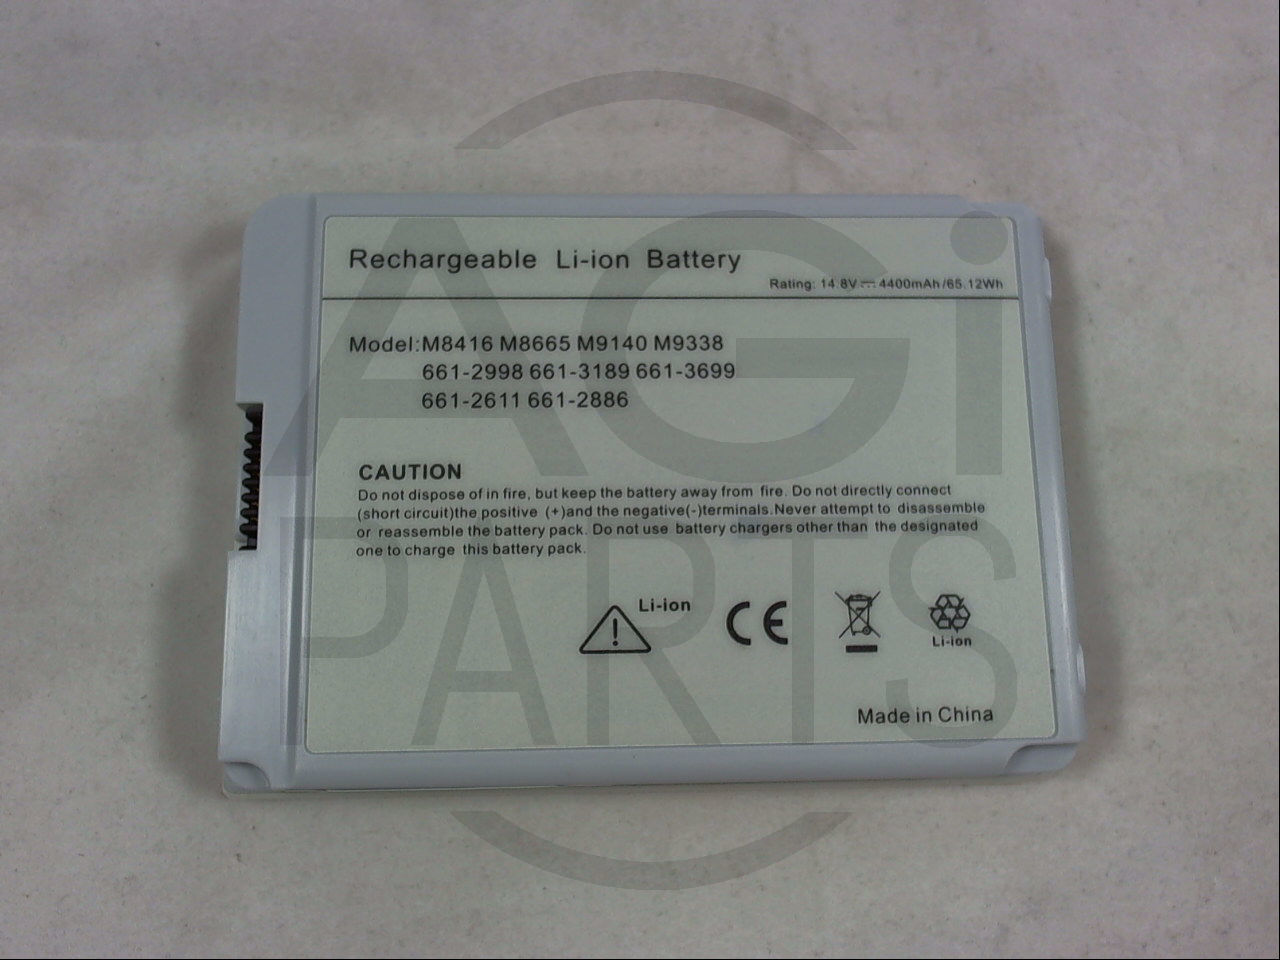 Rechargeable Li-ion Battery
Rating: 14.8V⎓4400mAh/65.12Wh
Model:M8416 M8665 M9140 M9338
661-2998 661-3189 661-3699
661-2611 661-2886
CAUTION
Do not dispose of in fire, but keep the battery away from fire. Do not directly connect
(short circuit)the positive (+)and the negative(-)terminals.Never attempt to disassemble
or reassemble the battery pack. Do not use battery chargers other than the designated
one to charge this battery pack.
Li-ion
CE
Li-ion
Made in China
AGi
PARTS